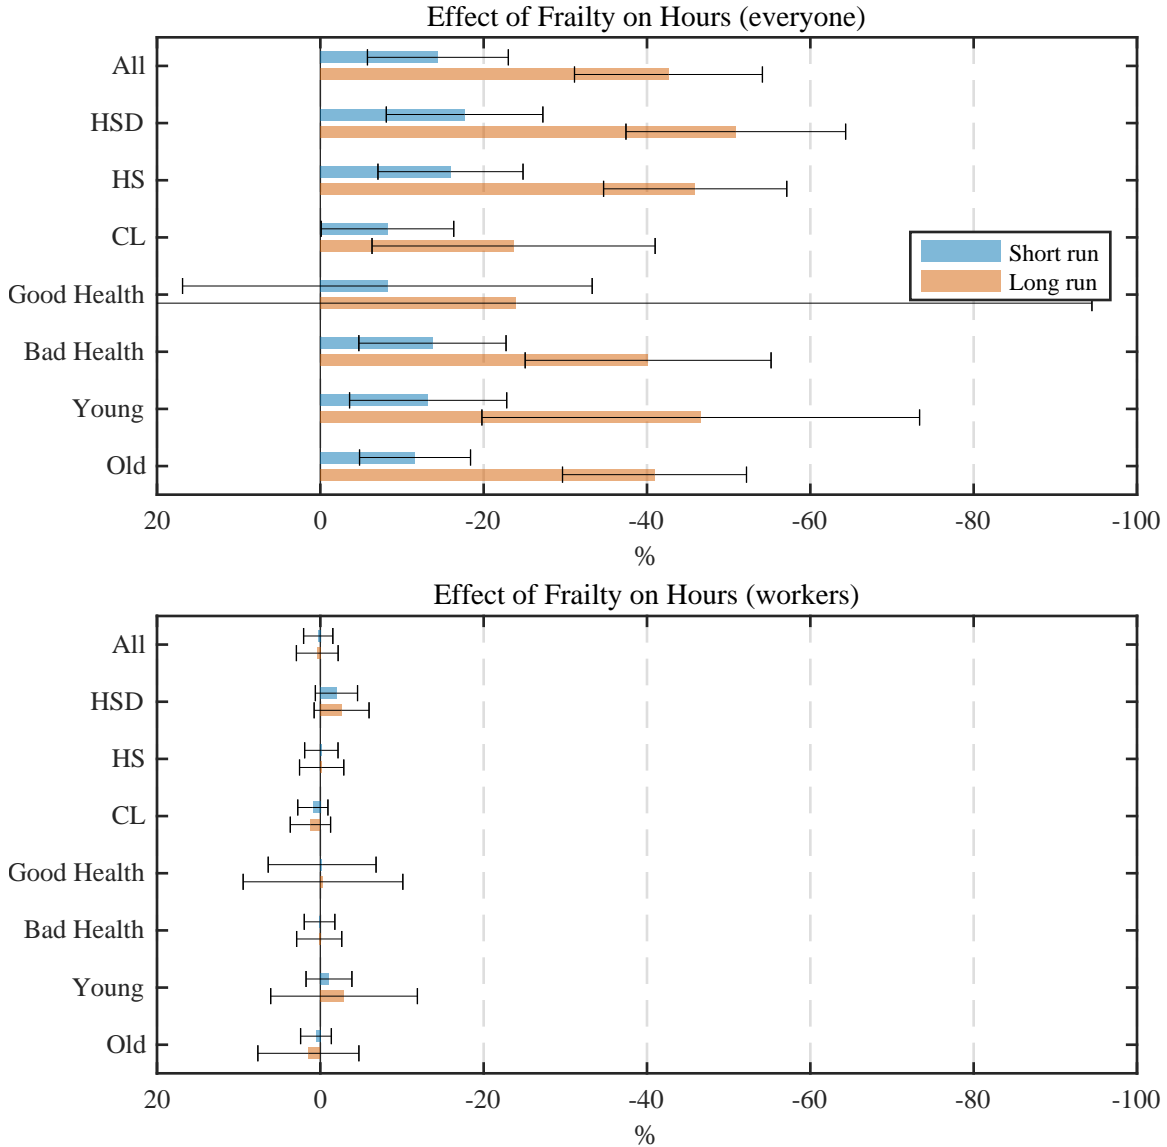 Effect of Frailty on Hours (everyone)
All
HSD
HS
CL
Good Health
Bad Health
Young
Old
Short run
Long run
20 0 -20 -40 -60 -80 -100
%
Effect of Frailty on Hours (workers)
All
HSD
HS
CL
Good Health
Bad Health
Young
Old
20 0 -20 -40 -60 -80 -100
%